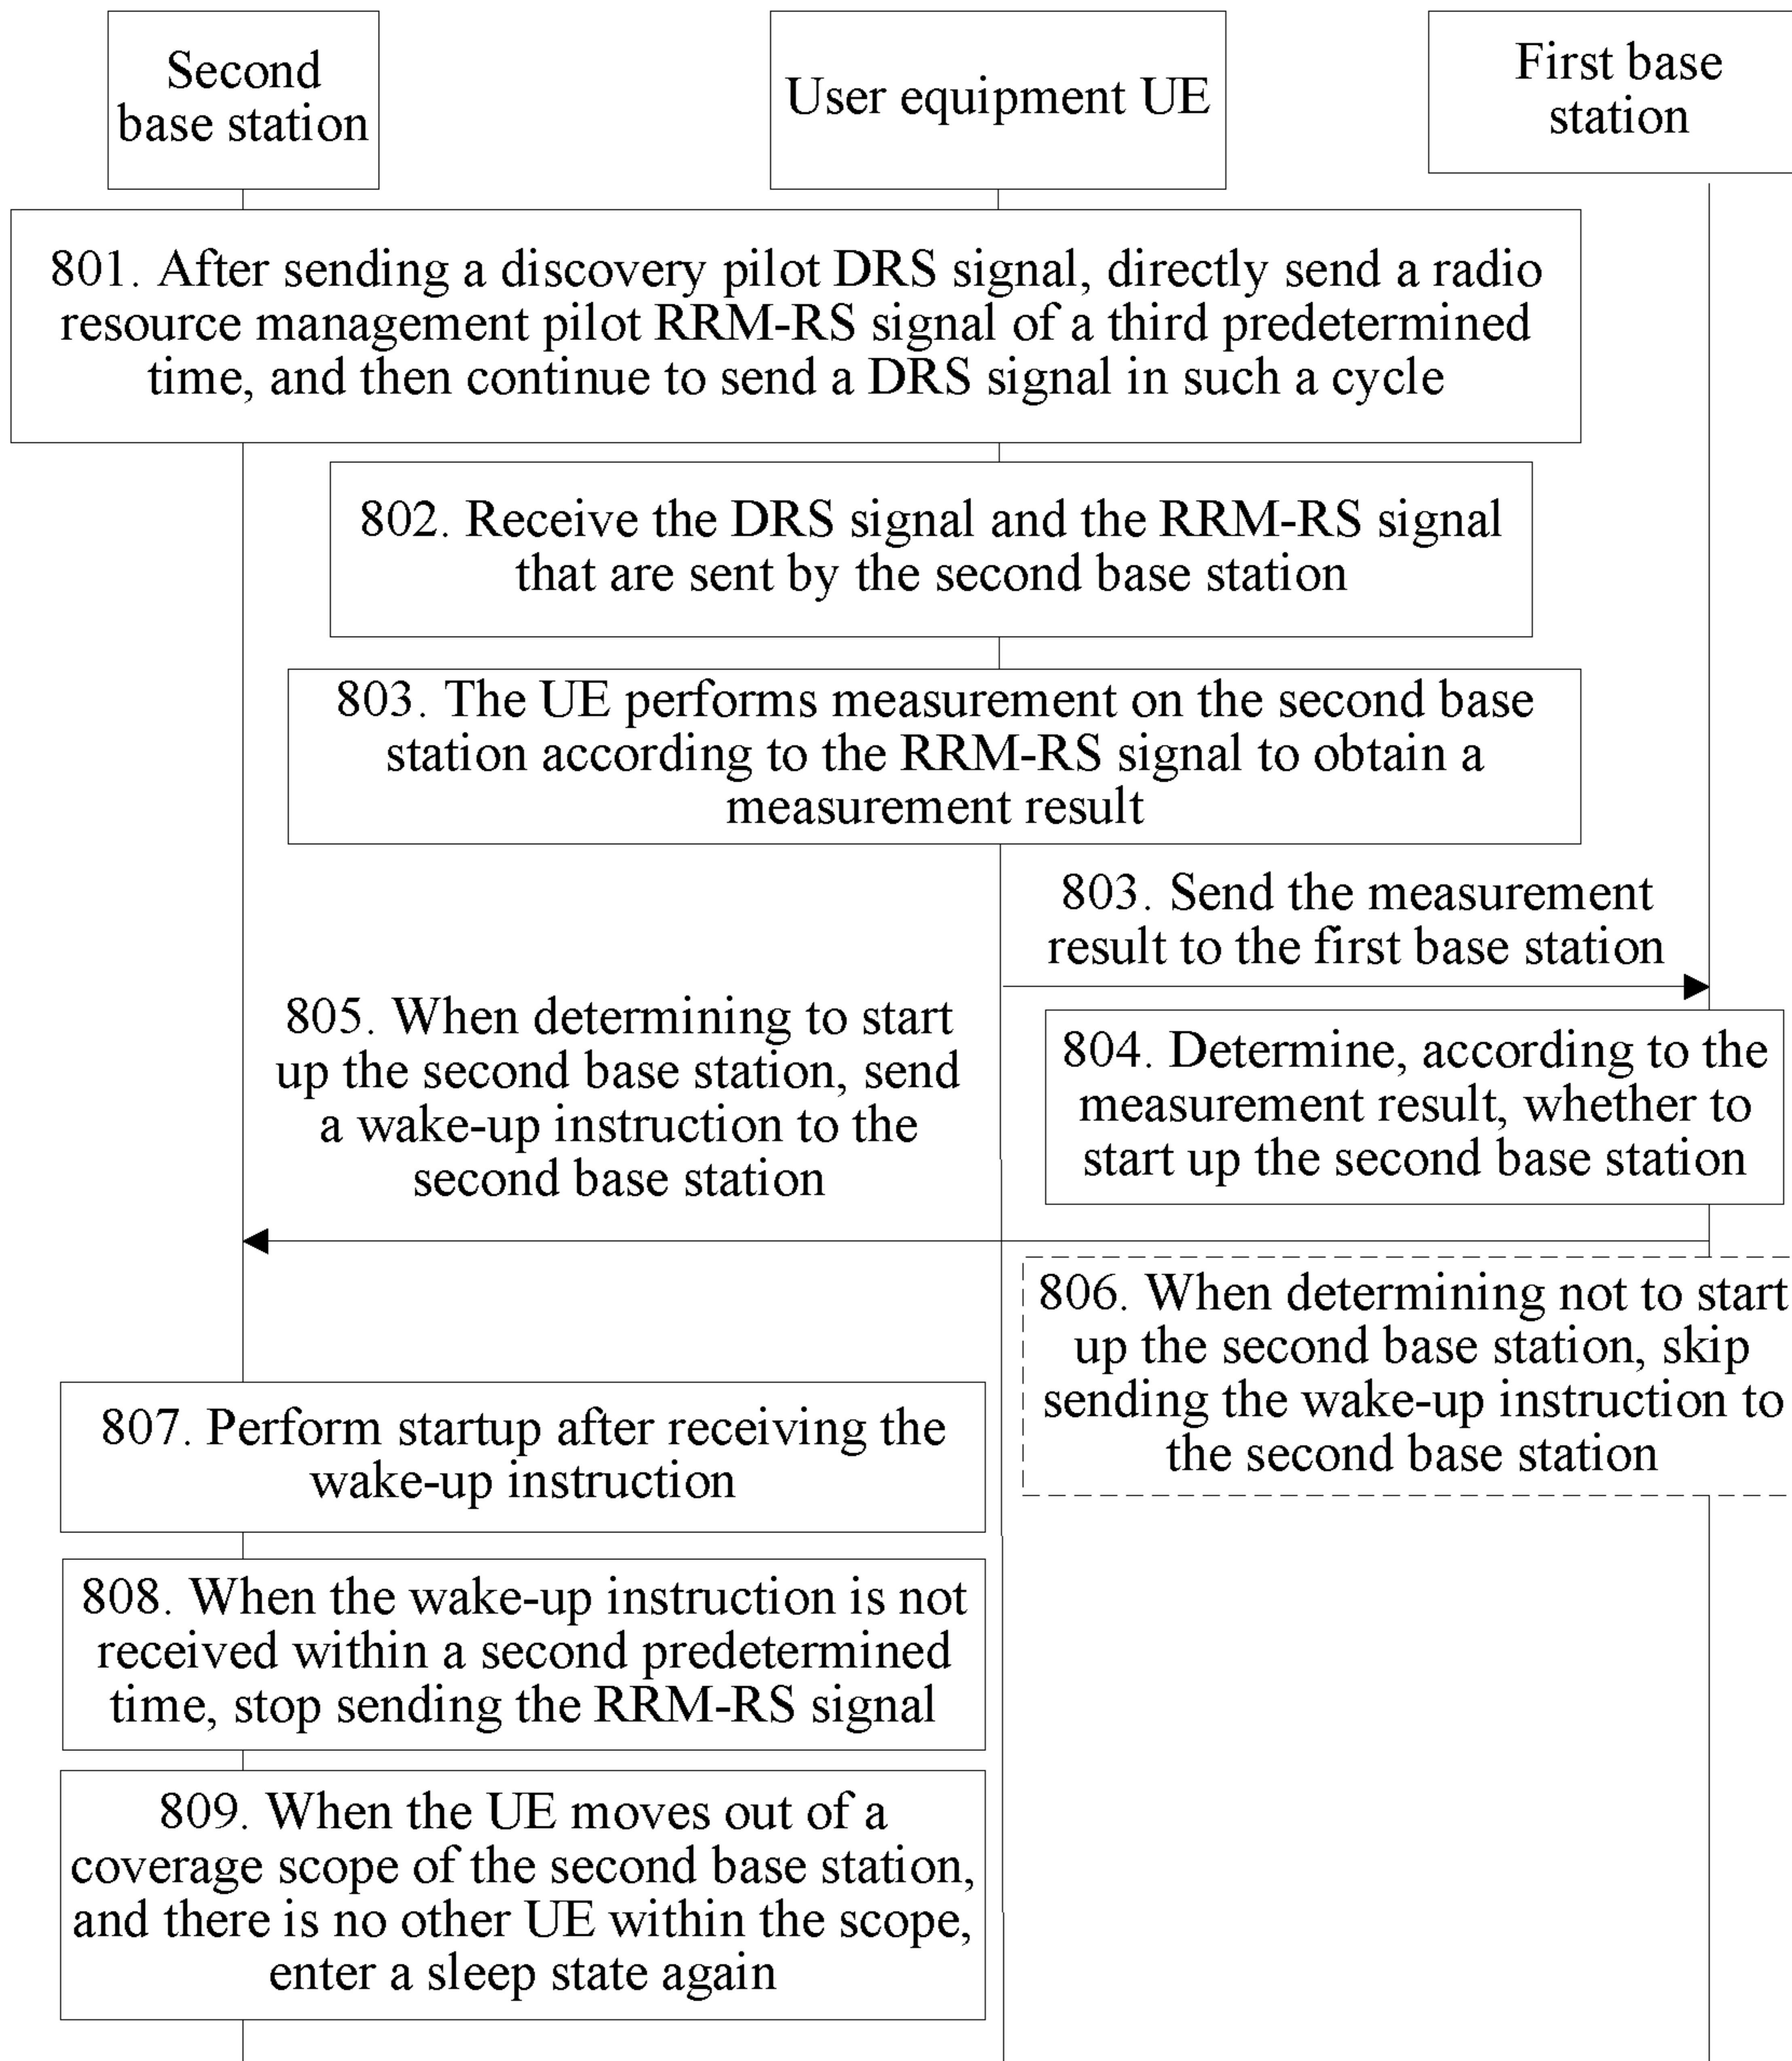 Second
base station
User equipment UE
First base
station
801. After sending a discovery pilot DRS signal, directly send a radio
resource management pilot RRM-RS signal of a third predetermined
time, and then continue to send a DRS signal in such a cycle
802. Receive the DRS signal and the RRM-RS signal
that are sent by the second base station
803. The UE performs measurement on the second base
station according to the RRM-RS signal to obtain a
measurement result
803. Send the measurement
result to the first base station
804. Determine, according to the
measurement result, whether to
start up the second base station
805. When determining to start
up the second base station, send
a wake-up instruction to the
second base station
806. When determining not to start
up the second base station, skip
sending the wake-up instruction to
the second base station
807. Perform startup after receiving the
wake-up instruction
808. When the wake-up instruction is not
received within a second predetermined
time, stop sending the RRM-RS signal
809. When the UE moves out of a
coverage scope of the second base station,
and there is no other UE within the scope,
enter a sleep state again